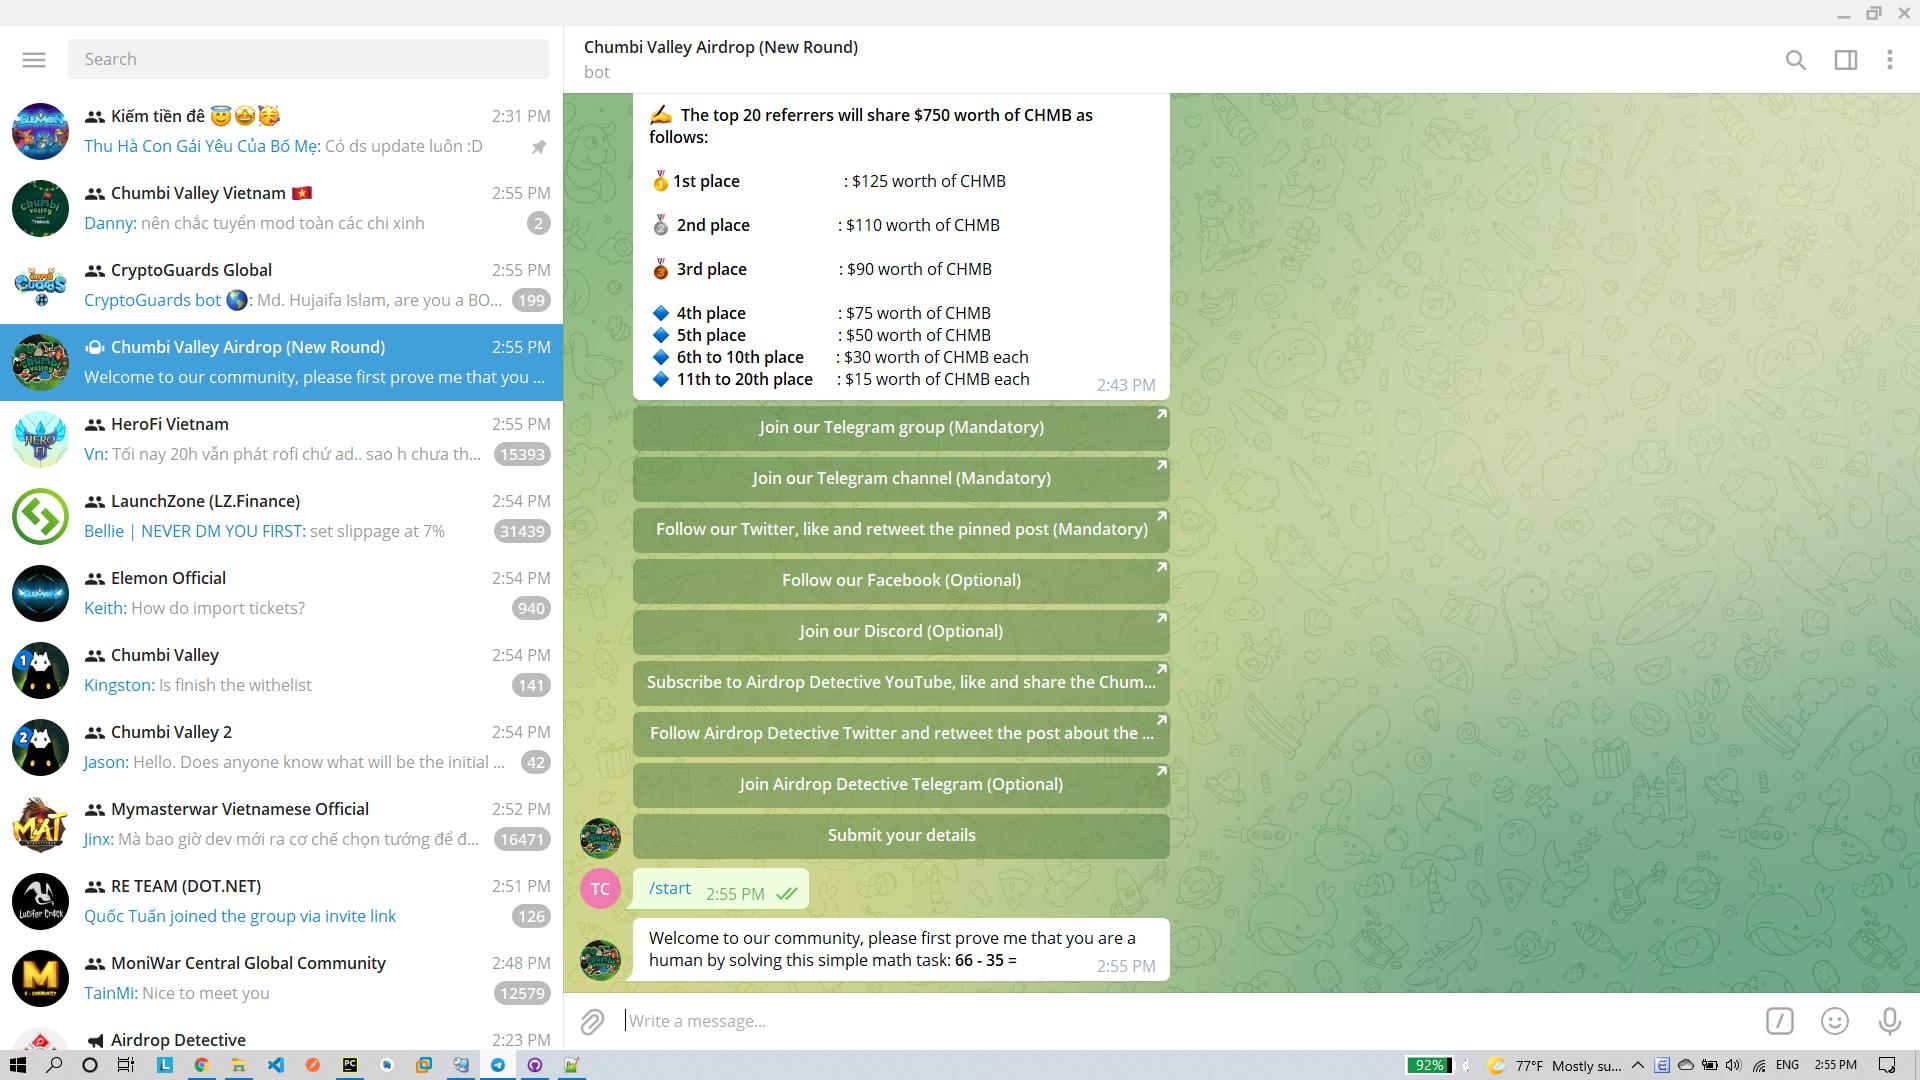 Search
Kiếm tiền đê 😇🤩🥳 2:31 PM
Thu Hà Con Gái Yêu Của Bố Mẹ: Có ds update luôn :D
Chumbi Valley Vietnam 🇻🇳 2:55 PM
Danny: nên chắc tuyển mod toàn các chi xinh 2
CryptoGuards Global 2:55 PM
CryptoGuards bot 🌎: Md. Hujaifa Islam, are you a BO... 199
Chumbi Valley Airdrop (New Round) 2:55 PM
Welcome to our community, please first prove me that you ...
HeroFi Vietnam 2:55 PM
Vn: Tối nay 20h vẫn phát rofi chứ ad.. sao h chưa th... 15393
LaunchZone (LZ.Finance) 2:54 PM
Bellie | NEVER DM YOU FIRST: set slippage at 7% 31439
Elemon Official 2:54 PM
Keith: How do import tickets? 940
Chumbi Valley 2:54 PM
Kingston: Is finish the withelist 141
Chumbi Valley 2 2:54 PM
Jason: Hello. Does anyone know what will be the initial ... 42
Mymasterwar Vietnamese Official 2:52 PM
Jinx: Mà bao giờ dev mới ra cơ chế chọn tướng để đ... 16471
RE TEAM (DOT.NET) 2:51 PM
Quốc Tuấn joined the group via invite link 126
MoniWar Central Global Community 2:48 PM
TainMi: Nice to meet you 12579
Airdrop Detective 2:23 PM
Chumbi Valley Airdrop (New Round)
bot
✍️ The top 20 referrers will share $750 worth of CHMB as
follows:
🥇1st place : $125 worth of CHMB
🥈 2nd place : $110 worth of CHMB
🥉 3rd place : $90 worth of CHMB
🔹 4th place : $75 worth of CHMB
🔹 5th place : $50 worth of CHMB
🔹 6th to 10th place : $30 worth of CHMB each
🔹 11th to 20th place : $15 worth of CHMB each
2:43 PM
Join our Telegram group (Mandatory)
Join our Telegram channel (Mandatory)
Follow our Twitter, like and retweet the pinned post (Mandatory)
Follow our Facebook (Optional)
Join our Discord (Optional)
Subscribe to Airdrop Detective YouTube, like and share the Chum...
Follow Airdrop Detective Twitter and retweet the post about the ...
Join Airdrop Detective Telegram (Optional)
Submit your details
TC
/start 2:55 PM
Welcome to our community, please first prove me that you are a
human by solving this simple math task: 66 - 35 =
2:55 PM
Write a message...
92% 77°F Mostly su... ENG 2:55 PM